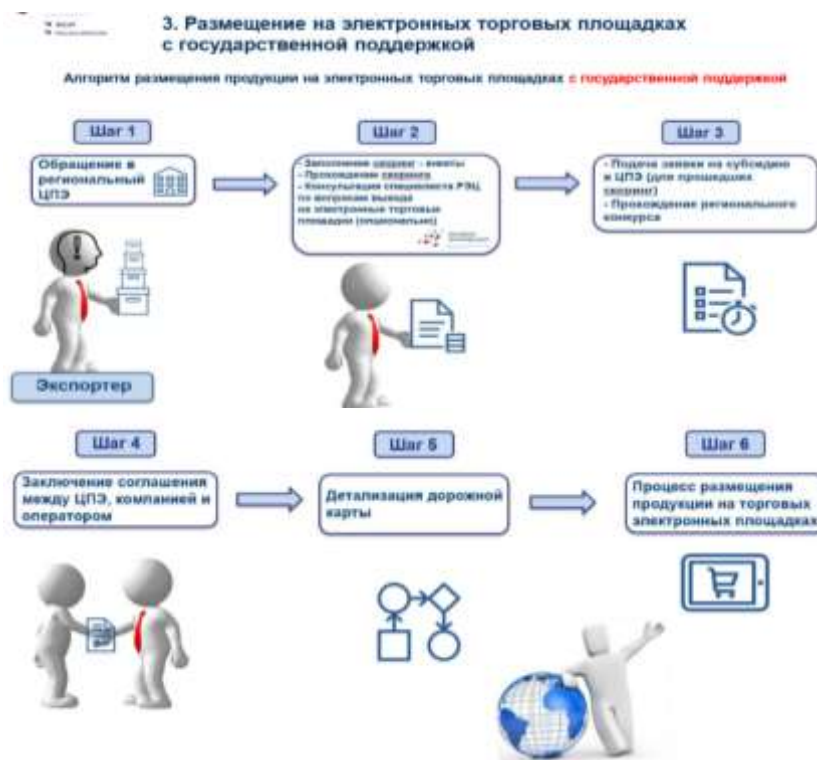 3. Размещение на электронных торговых площадках
с государственной поддержкой
Алгоритм размещения продукции на электронных торговых площадках с государственной поддержкой
Шаг 1
Обращение в
региональный
ЦПЭ
Шаг 2
- Заполнение скоринг - анкеты
- Прохождение скоринга
- Консультация специалиста РЭЦ
по вопросам выхода
на электронные торговые
площадки (опционально)
Шаг 3
- Подача заявки на субсидию
в ЦПЭ (для прошедших
скоринг)
- Прохождение регионального
конкурса
Экспортер
Шаг 4
Заключение соглашения
между ЦПЭ, компанией и
оператором
Шаг 5
Детализация дорожной
карты
Шаг 6
Процесс размещения
продукции на торговых
электронных площадках